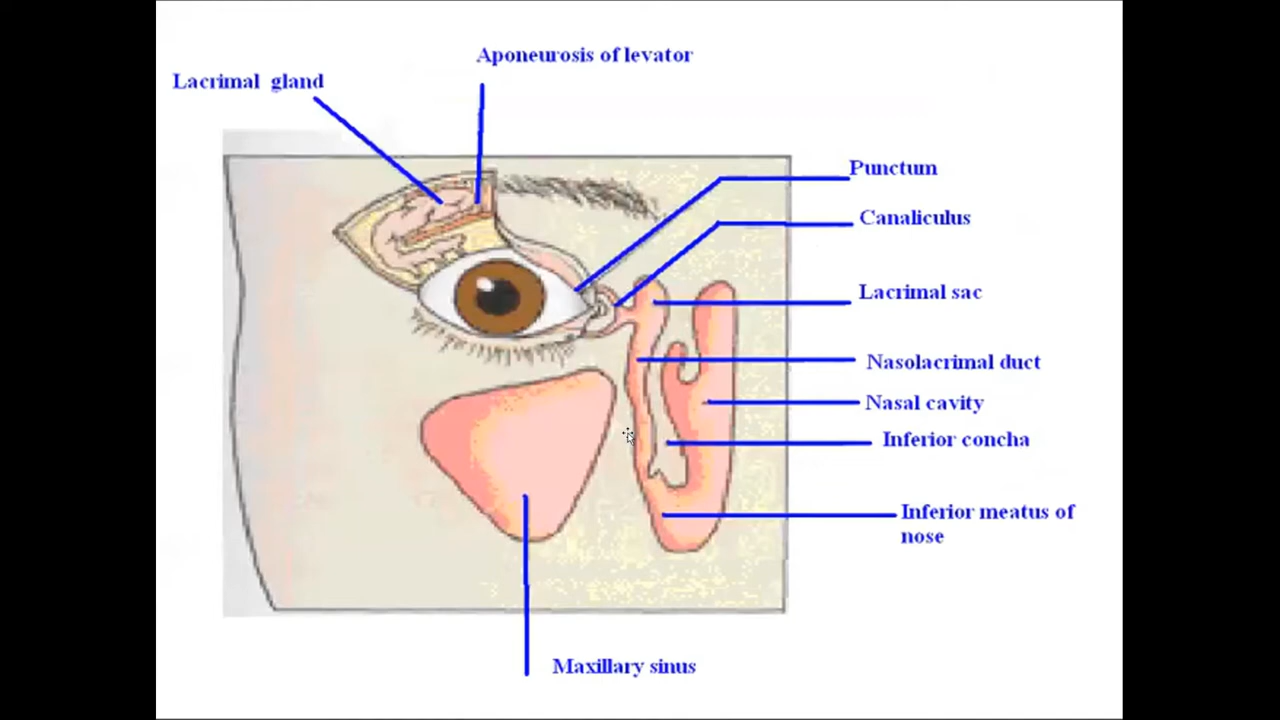 Aponeurosis of levator
Lacrimal gland
Punctum
Canaliculus
Lacrimal sac
Nasolacrimal duct
Nasal cavity
Inferior concha
Inferior meatus of
nose
Maxillary sinus